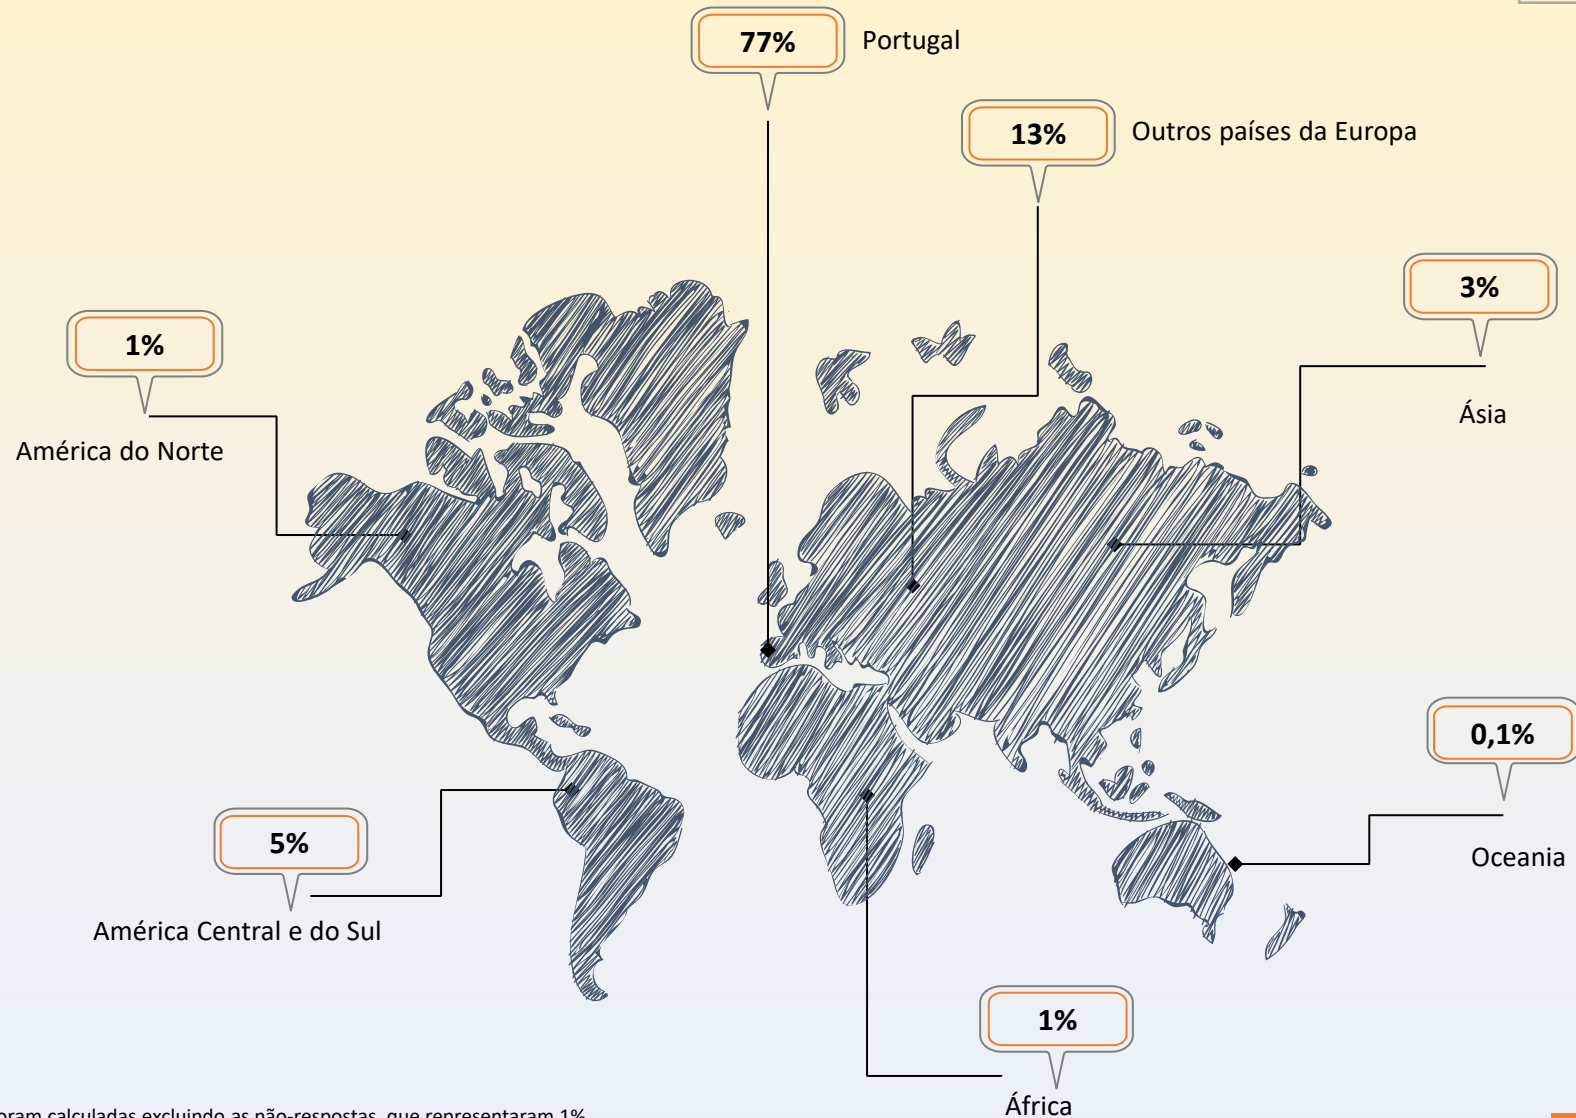 77%
Portugal
13%
Outros países da Europa
3%
Ásia
1%
América do Norte
0,1%
Oceania
5%
América Central e do Sul
1%
África
calculadas excluindo as não-respostas, que representaram 1%